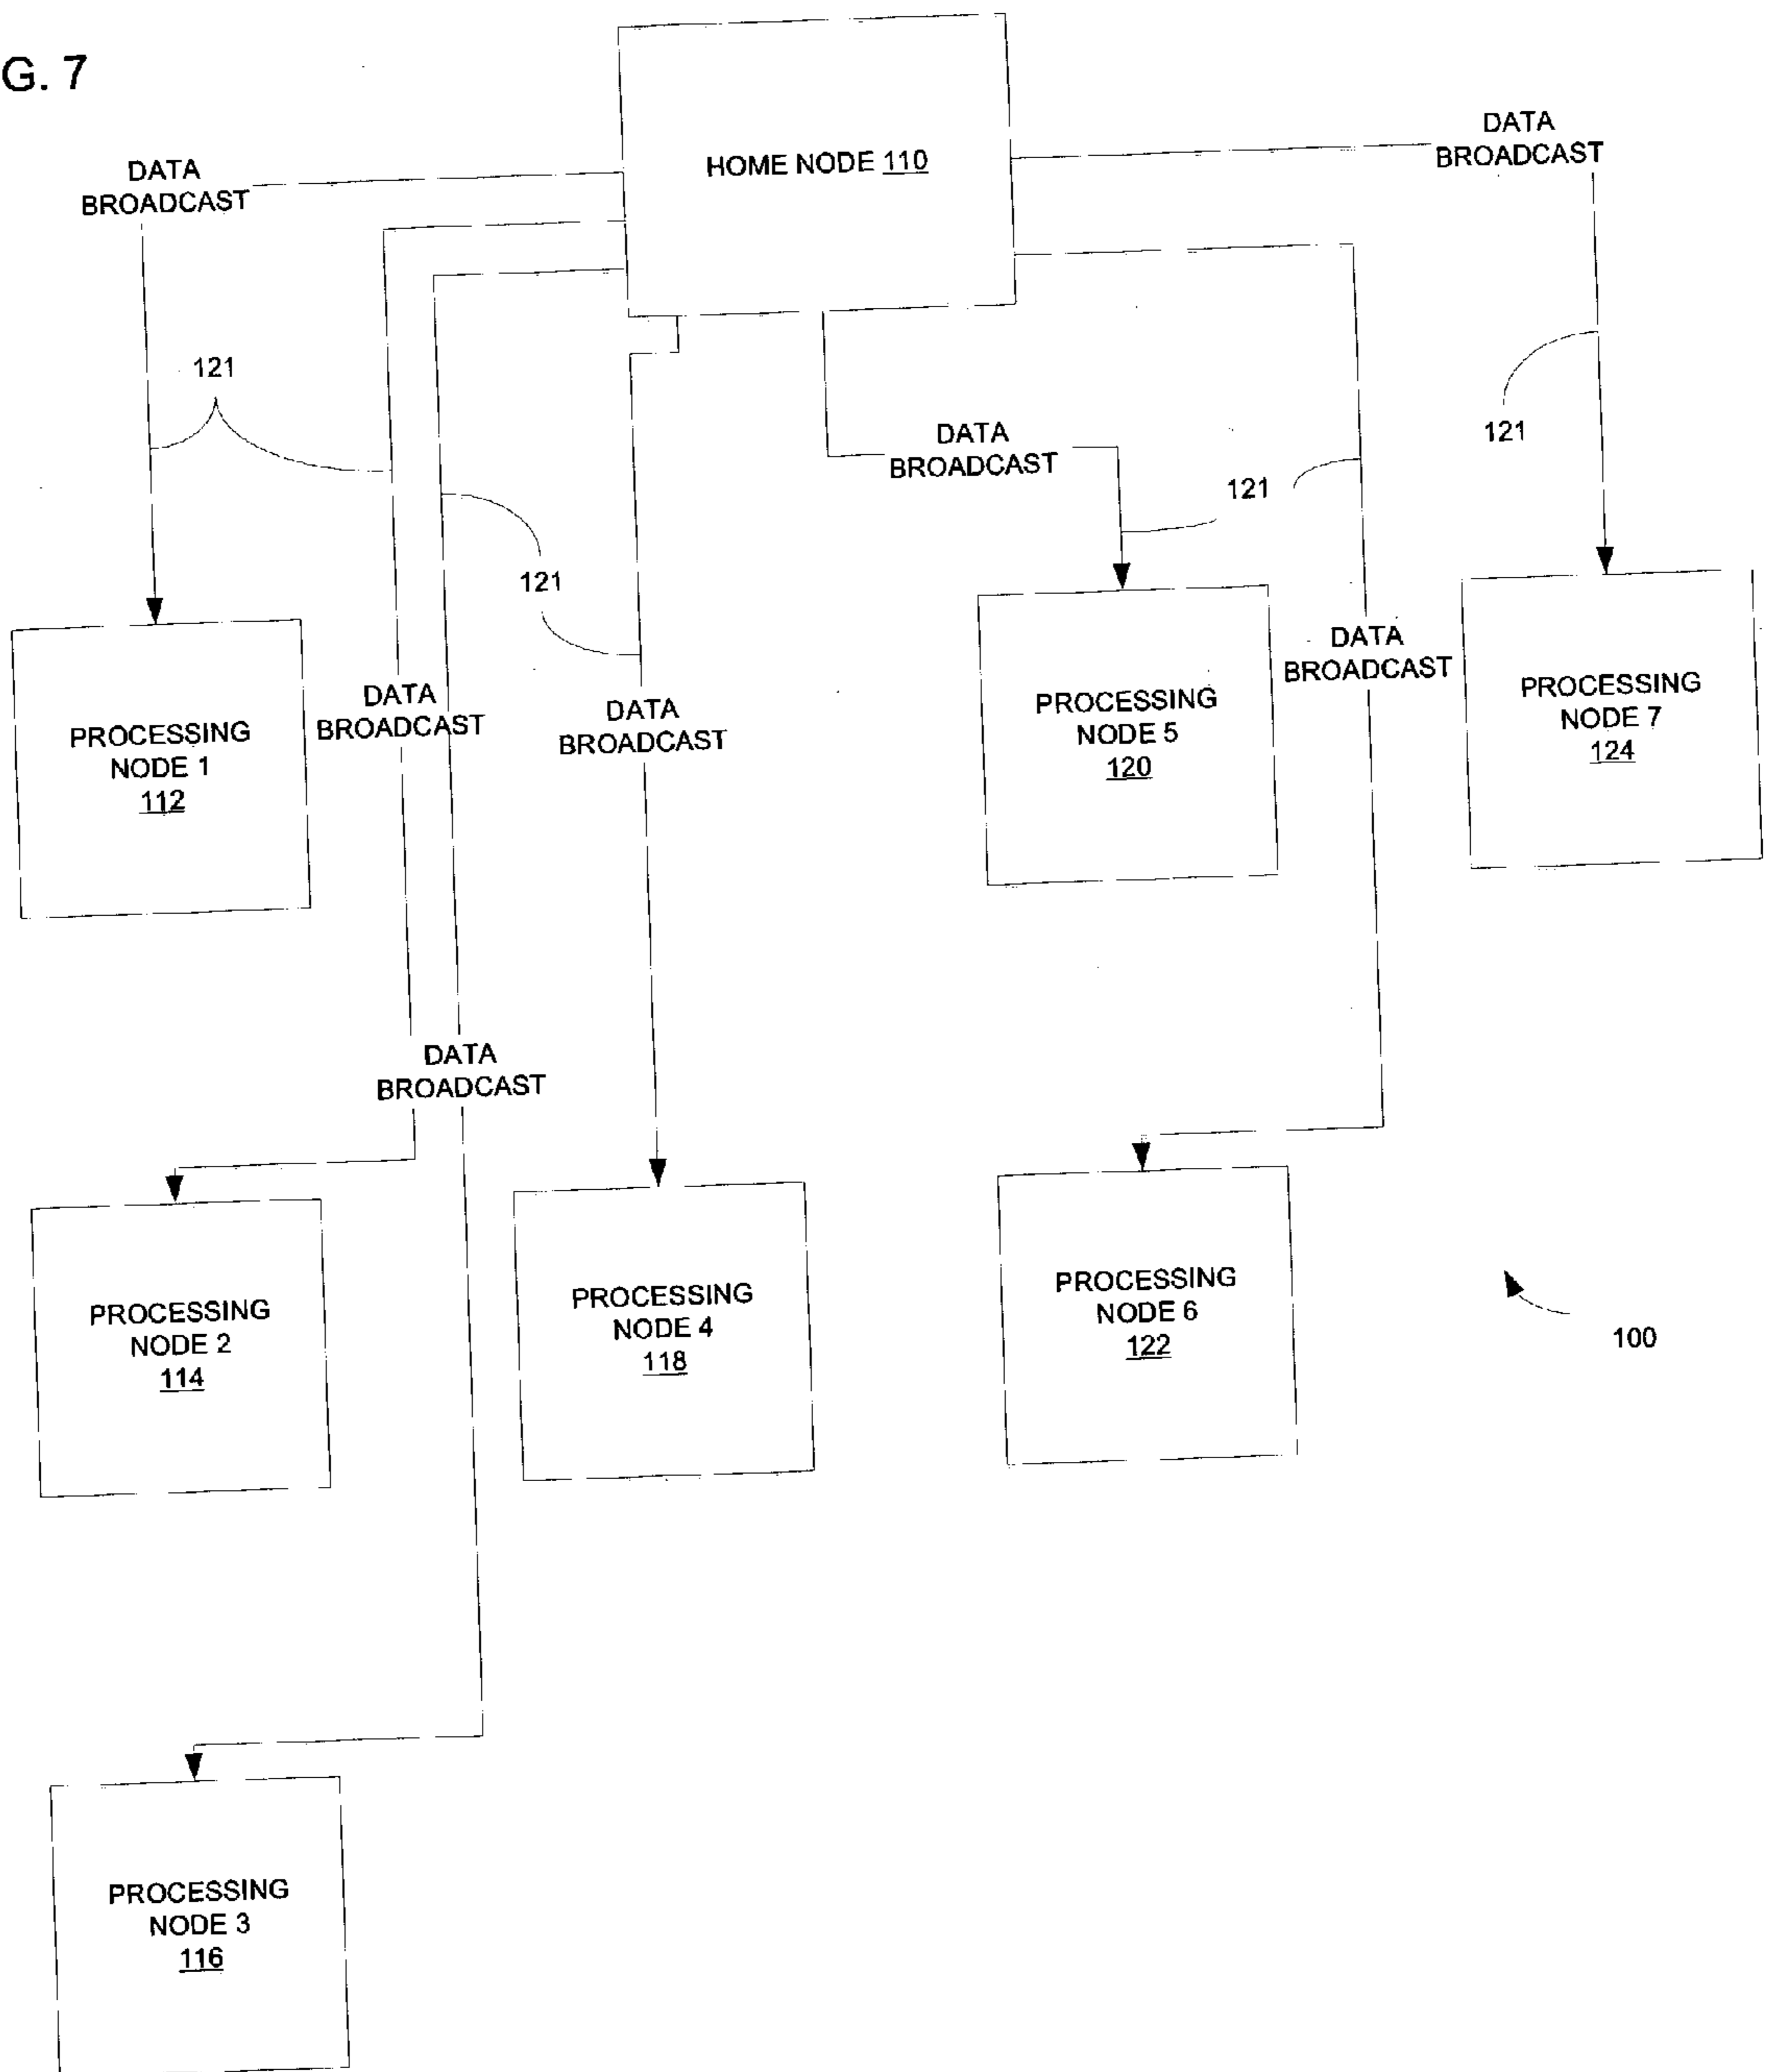 G. 7
HOME NODE 110
DATA
BROADCAST
DATA
BROADCAST
121
121
DATA
BROADCAST
121
121
PROCESSING
NODE 1
112
DATA
BROADCAST
DATA
BROADCAST
PROCESSING
NODE 5
120
DATA
BROADCAST
PROCESSING
NODE 7
124
DATA
BROADCAST
PROCESSING
NODE 2
114
PROCESSING
NODE 4
118
PROCESSING
NODE 6
122
100
PROCESSING
NODE 3
116